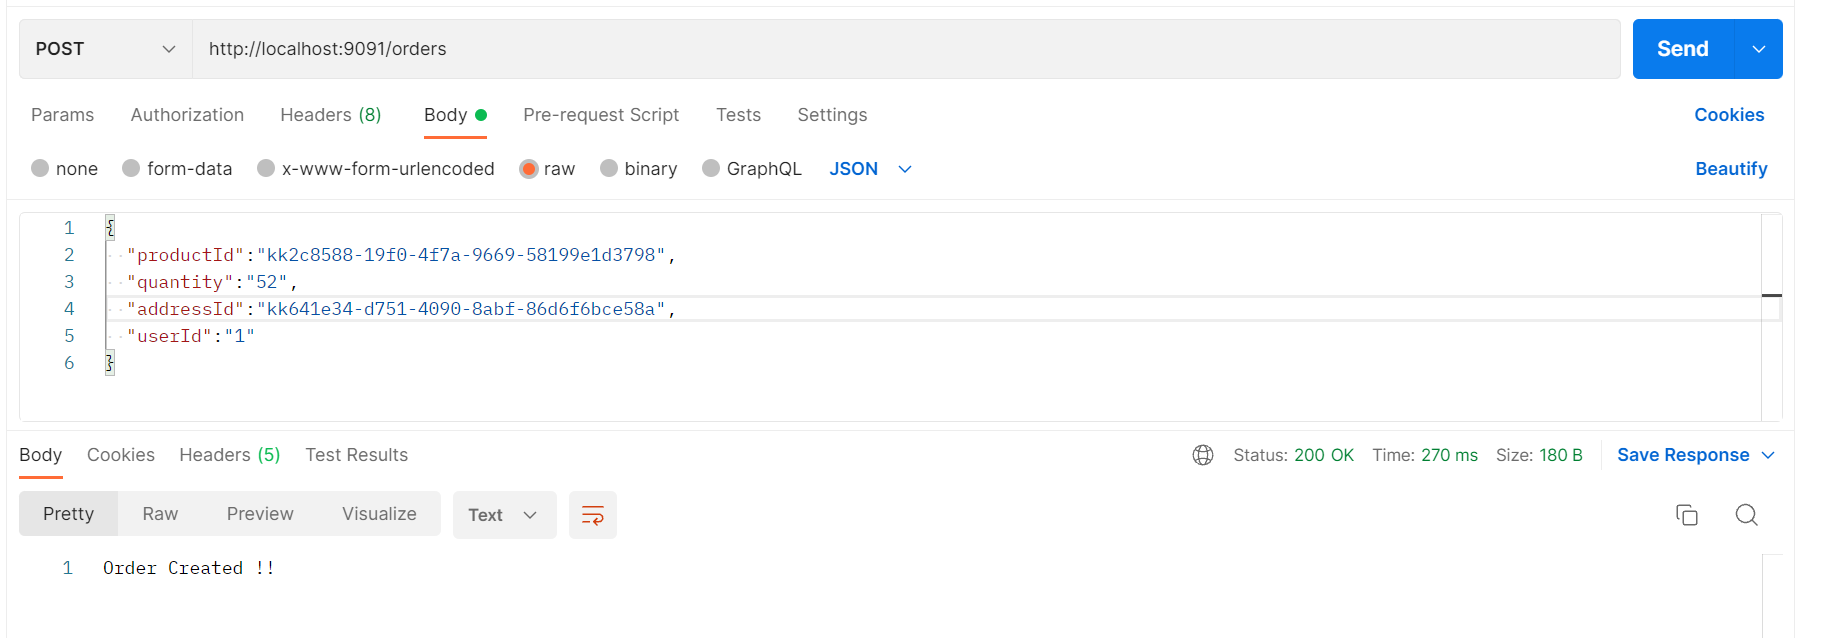 POST http://localhost:9091/orders Send
Params Authorization Headers (8) Body Pre-request Script Tests Settings Cookies
none form-data x-www-form-urlencoded raw binary GraphQL JSON Beautify
1 {
2 "productId":"kk2c8588-19f0-4f7a-9669-58199e1d3798",
3 "quantity":"52",
4 "addressId":"kk641e34-d751-4090-8abf-86d6f6bce58a",
5 "userId":"1"
6 }
Body Cookies Headers (5) Test Results Status: 200 OK Time: 270 ms Size: 180 B Save Response
Pretty Raw Preview Visualize Text
1 Order Created !!